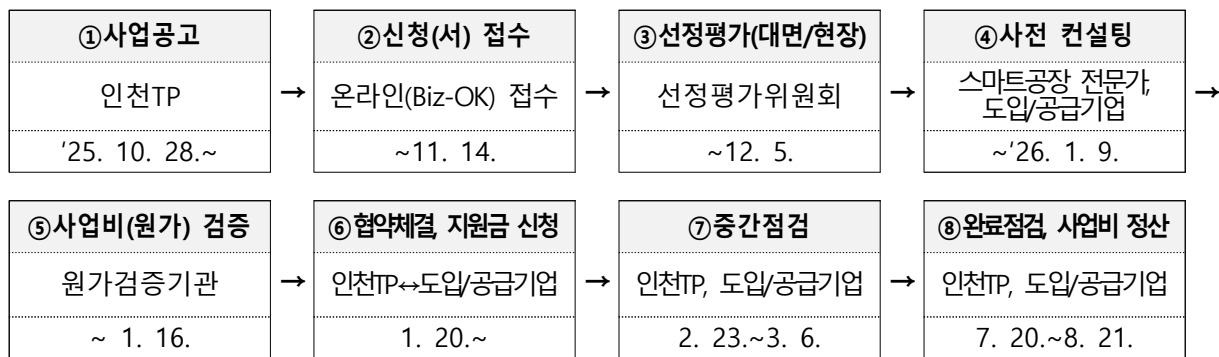 ①사업공고
인천TP
'25. 10. 28.~
→
②신청(서) 접수
온라인(Biz-OK) 접수
~11. 14.
→
③선정평가(대면/현장)
선정평가위원회
~12. 5.
→
④사전 컨설팅
스마트공장 전문가,
도입/공급기업
~'26. 1. 9.
→
⑤사업비(원가) 검증
원가검증기관
~ 1. 16.
→
⑥협약체결, 지원금 신청
인천TP↔도입/공급기업
1. 20.~
→
⑦중간점검
인천TP, 도입/공급기업
2. 23.~3. 6.
→
⑧완료점검, 사업비 정산
인천TP, 도입/공급기업
7. 20.~8. 21.